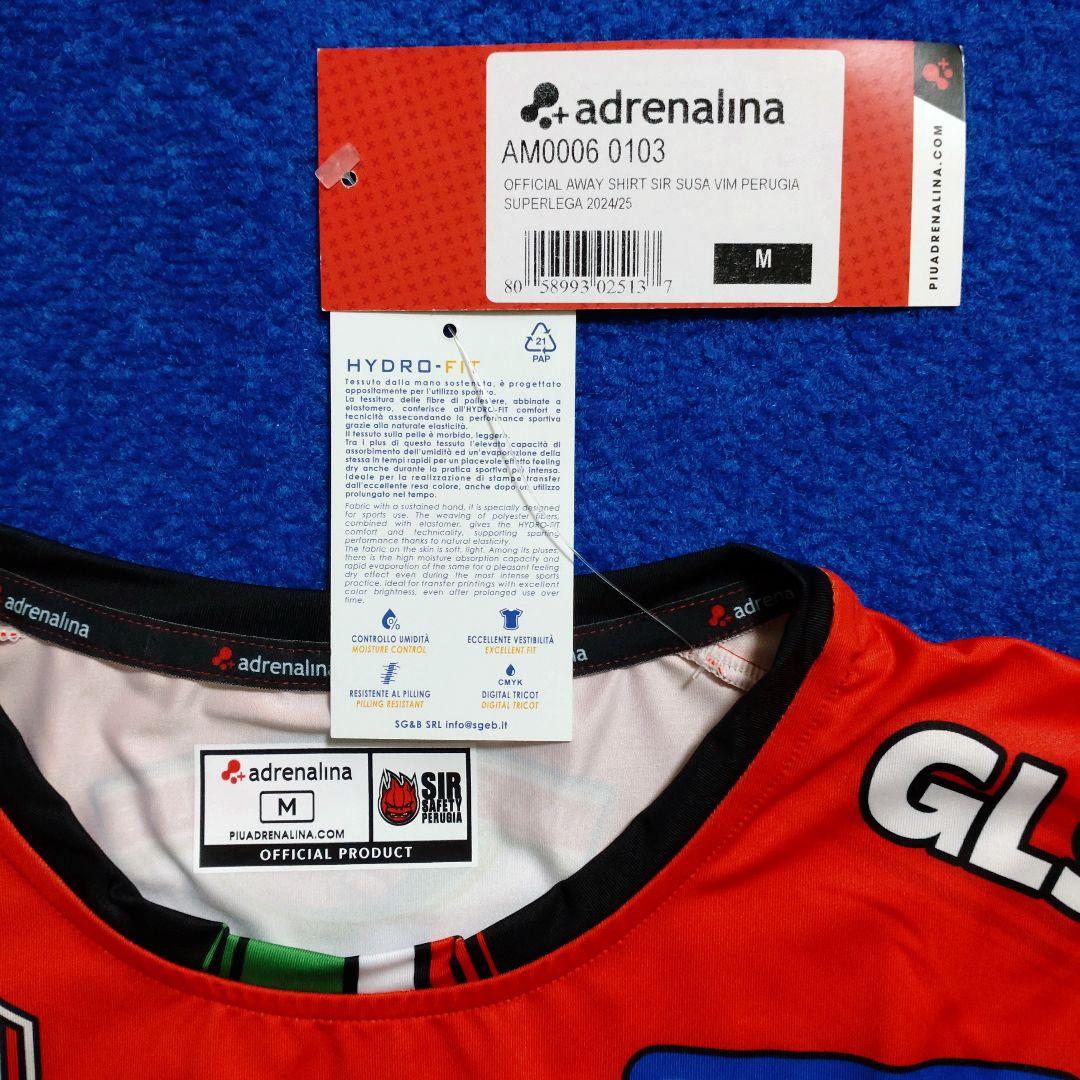 adrenalına
AM0006 0103
OFFICIAL AWAY SHIRT SIR SUSA VIM PERUGIA
SUPERLEGA 2024/25
80 58993 02513 7
M
PIUADRENALINA.COM
21
PAP
HYDRO-FIT
Tessuto dalla mano sostenuta, è progettato
appositamente per l'utilizzo sportivo.
La tessitura delle fibre di poliestere, abbinate a
elastomero, conferisce all'HYDRO-FIT comfort e
tecnicità assecondando la performance sportiva
grazie alla naturale elasticità.
Il tessuto sulla pelle è morbido, leggero.
Tra i plus di questo tessuto l'elevata capacità di
assorbimento dell'umidità ed un'evaporazione della
stessa in tempi rapidi per un piacevole effetto feeling
dry anche durante la pratica sportiva più intensa.
Ideale per la realizzazione di stampe transfer
dall'eccellente resa colore, anche dopo un utilizzo
prolungato nel tempo.
Fabric with a sustained hand, it is specially designed
for sports use. The weaving of polyester fibers,
combined with elastomer, gives the HYDRO-FIT
comfort and technicality, supporting sporting
performance thanks to natural elasticity.
The fabric on the skin is soft, light. Among its pluses,
there is the high moisture absorption capacity and
rapid evaporation of the same for a pleasant feeling
dry effect even during the most intense sports
practice. Ideal for transfer printings with excellent
color brightness, even after prolonged use over
time.
CONTROLLO UMIDITÀ
MOISTURE CONTROL
ECCELLENTE VESTIBILITÀ
EXCELLENT FIT
RESISTENTE AL PILLING
PILLING RESISTANT
CMYK
DIGITAL TRICOT
DIGITAL TRICOT
SG&B SRL info@sgeb.it
adrenalına
adrenalına
na
adrena
adrenalına
M
PIUADRENALINA.COM
SIR
SAFETY
PERUGIA
OFFICIAL PRODUCT
GLS